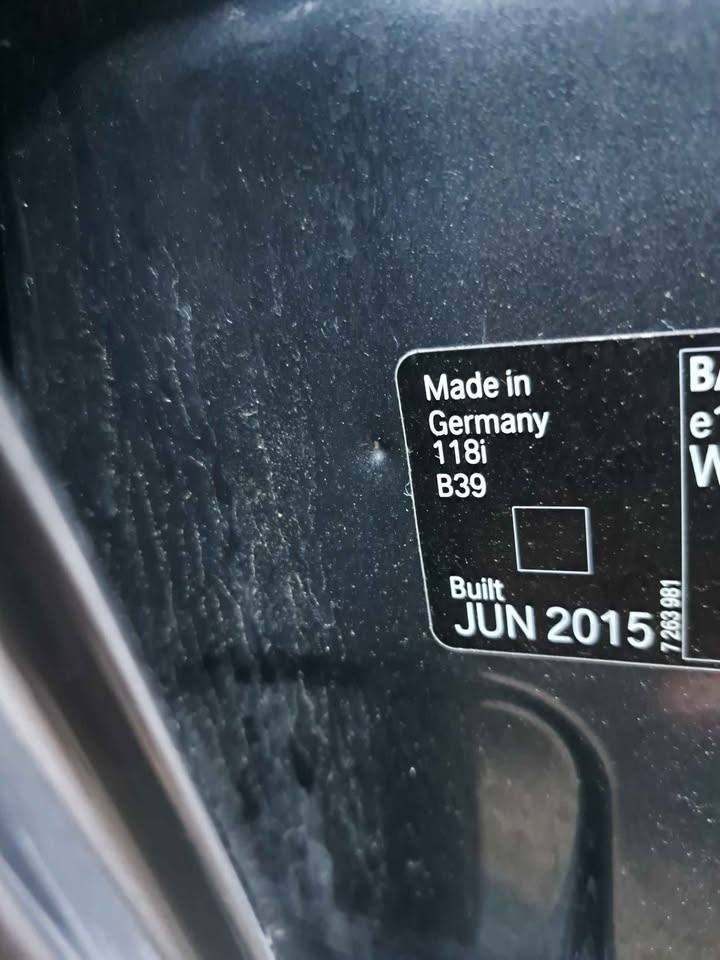 Made in
Germany
118i
B39
Built
JUN 2015
7 263 981